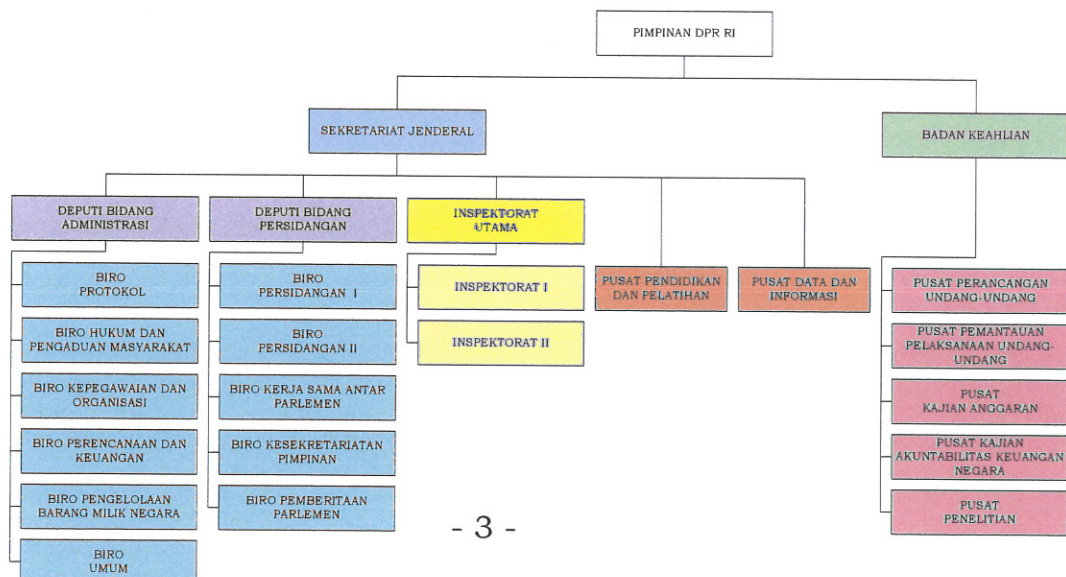 PIMPINAN DPR RI
SEKRETARIAT JENDERAL
BADAN KEAHLIAN
DEPUTI BIDANG
ADMINISTRASI
DEPUTI BIDANG
PERSIDANGAN
INSPEKTORAT
UTAMA
BIRO
PROTOKOL
BIRO HUKUM DAN
PENGADUAN MASYARAKAT
BIRO KEPEGAWAIAN DAN
ORGANISASI
BIRO PERENCANAAN DAN
KEUANGAN
BIRO PENGELOLAAN
BARANG MILIK NEGARA
BIRO
UMUM
BIRO
PERSIDANGAN I
BIRO
PERSIDANGAN II
BIRO KERJA SAMA ANTAR
PARLEMEN
BIRO KESEKRETARIATAN
PIMPINAN
BIRO PEMBERITAAN
PARLEMEN
INSPEKTORAT I
INSPEKTORAT II
PUSAT PENDIDIKAN
DAN PELATIHAN
PUSAT DATA DAN
INFORMASI
PUSAT PERANCANGAN
UNDANG-UNDANG
PUSAT PEMANTAUAN
PELAKSANAAN UNDANG-
UNDANG
PUSAT
KAJIAN ANGGARAN
PUSAT KAJIAN
AKUNTABILITAS KEUANGAN
NEGARA
PUSAT
PENELITIAN
- 3 -